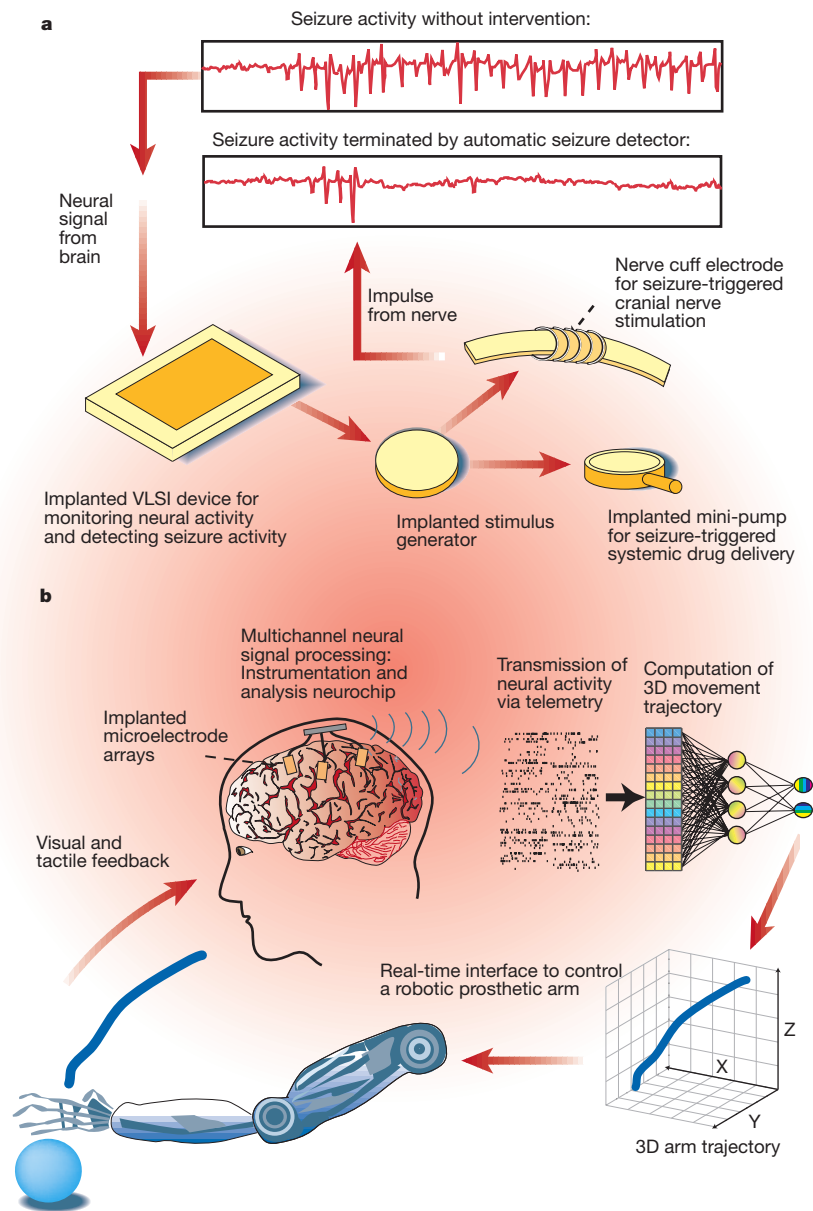 a
Seizure activity without intervention:
Seizure activity terminated by automatic seizure detector:
Neural
signal
from
brain
Impulse
from nerve
Nerve cuff electrode
for seizure-triggered
cranial nerve
stimulation
Implanted VLSI device for
monitoring neural activity
and detecting seizure activity
Implanted stimulus
generator
Implanted mini-pump
for seizure-triggered
systemic drug delivery
b
Multichannel neural
signal processing:
Instrumentation and
analysis neurochip
Implanted
microelectrode
arrays
Transmission of
neural activity
via telemetry
Computation of
3D movement
trajectory
Visual and
tactile feedback
Real-time interface to control
a robotic prosthetic arm
Z
X
Y
3D arm trajectory